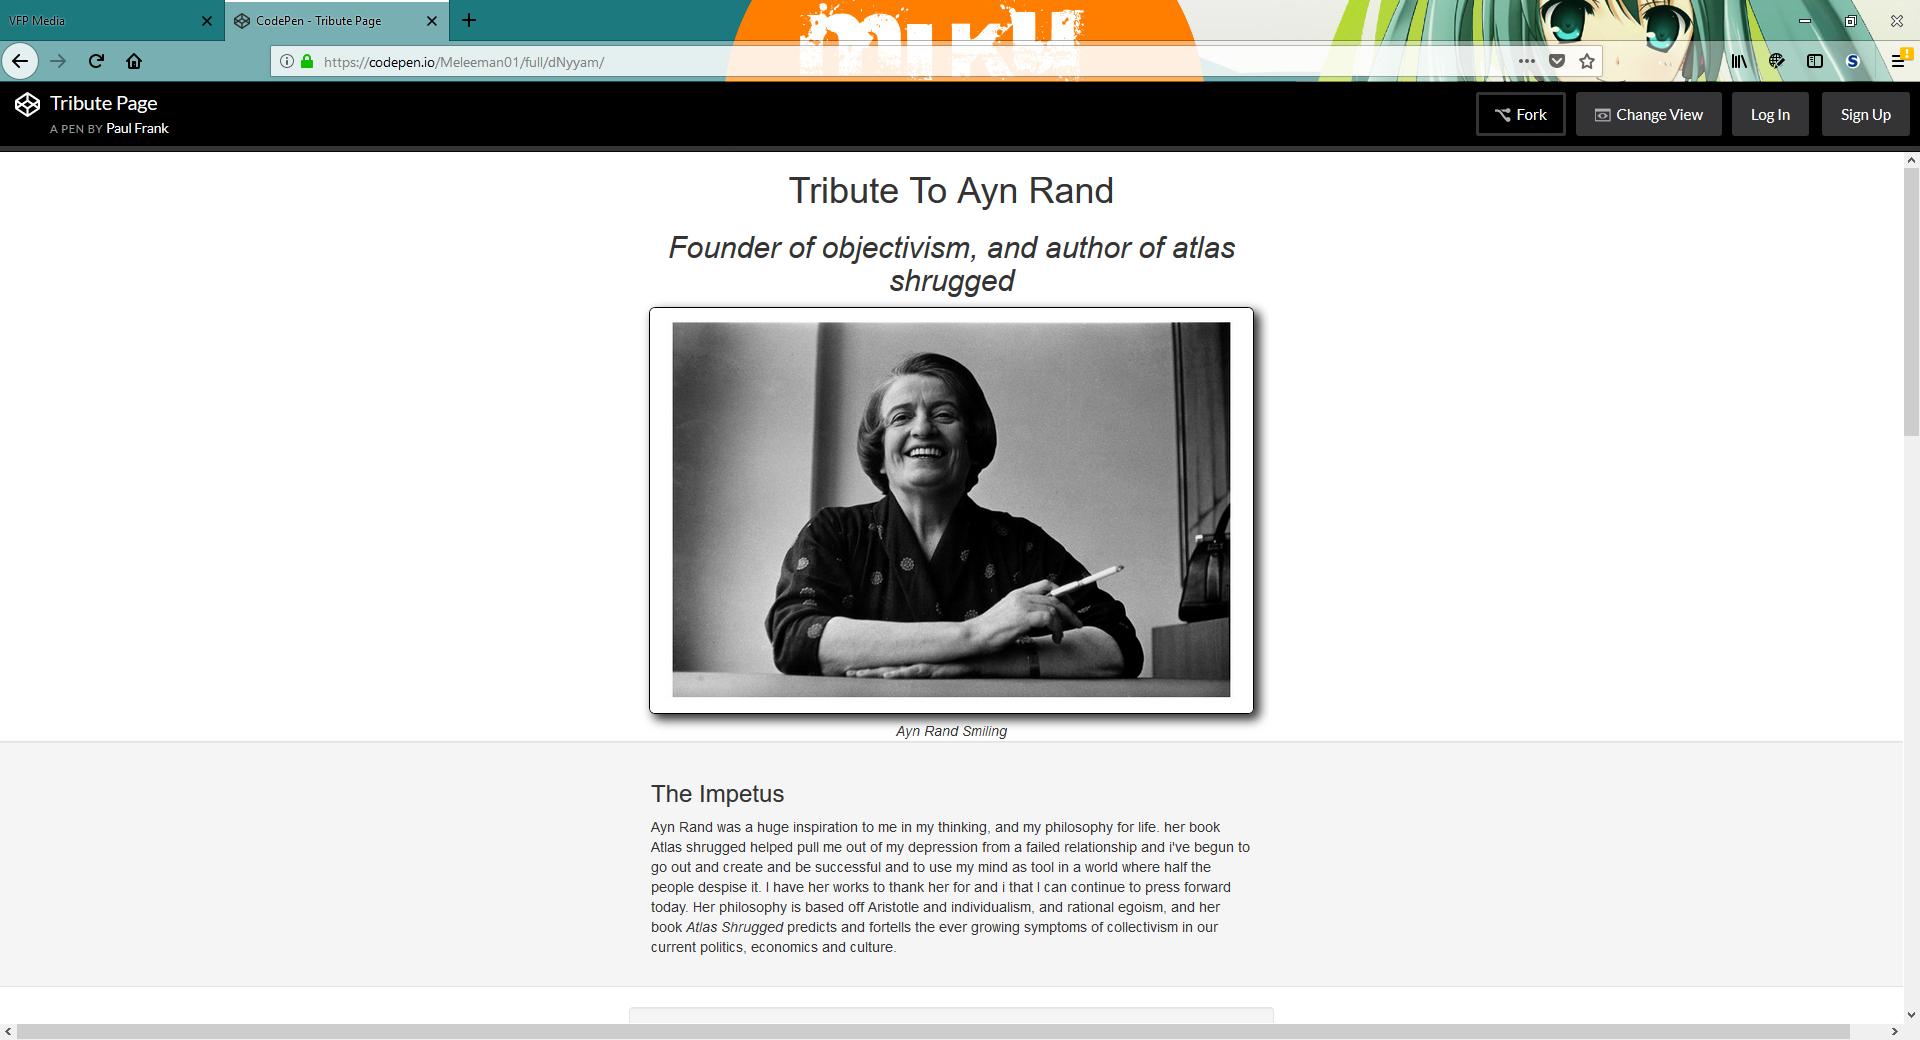 VFP Media
CodePen - Tribute Page
miku
https://codepen.io/Meleeman01/full/dNyyam/
S
Tribute Page
A PEN BY Paul Frank
Fork
Change View
Log In
Sign Up
Tribute To Ayn Rand
Founder of objectivism, and author of atlas
shrugged
Ayn Rand Smiling
The Impetus
Ayn Rand was a huge inspiration to me in my thinking, and my philosophy for life. her book
Atlas shrugged helped pull me out of my depression from a failed relationship and i've begun to
go out and create and be successful and to use my mind as tool in a world where half the
people despise it. I have her works to thank her for and i that I can continue to press forward
today. Her philosophy is based off Aristotle and individualism, and rational egoism, and her
book Atlas Shrugged predicts and fortells the ever growing symptoms of collectivism in our
current politics, economics and culture.